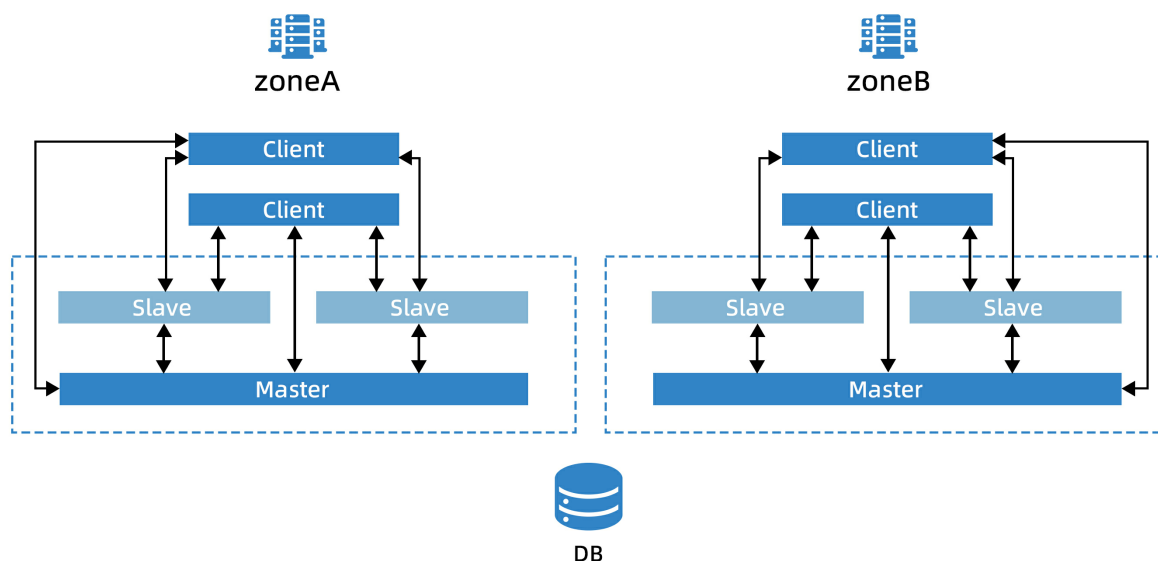 zoneA
zoneB
Client
Client
Client
Client
Slave
Slave
Slave
Slave
Master
Master
DB